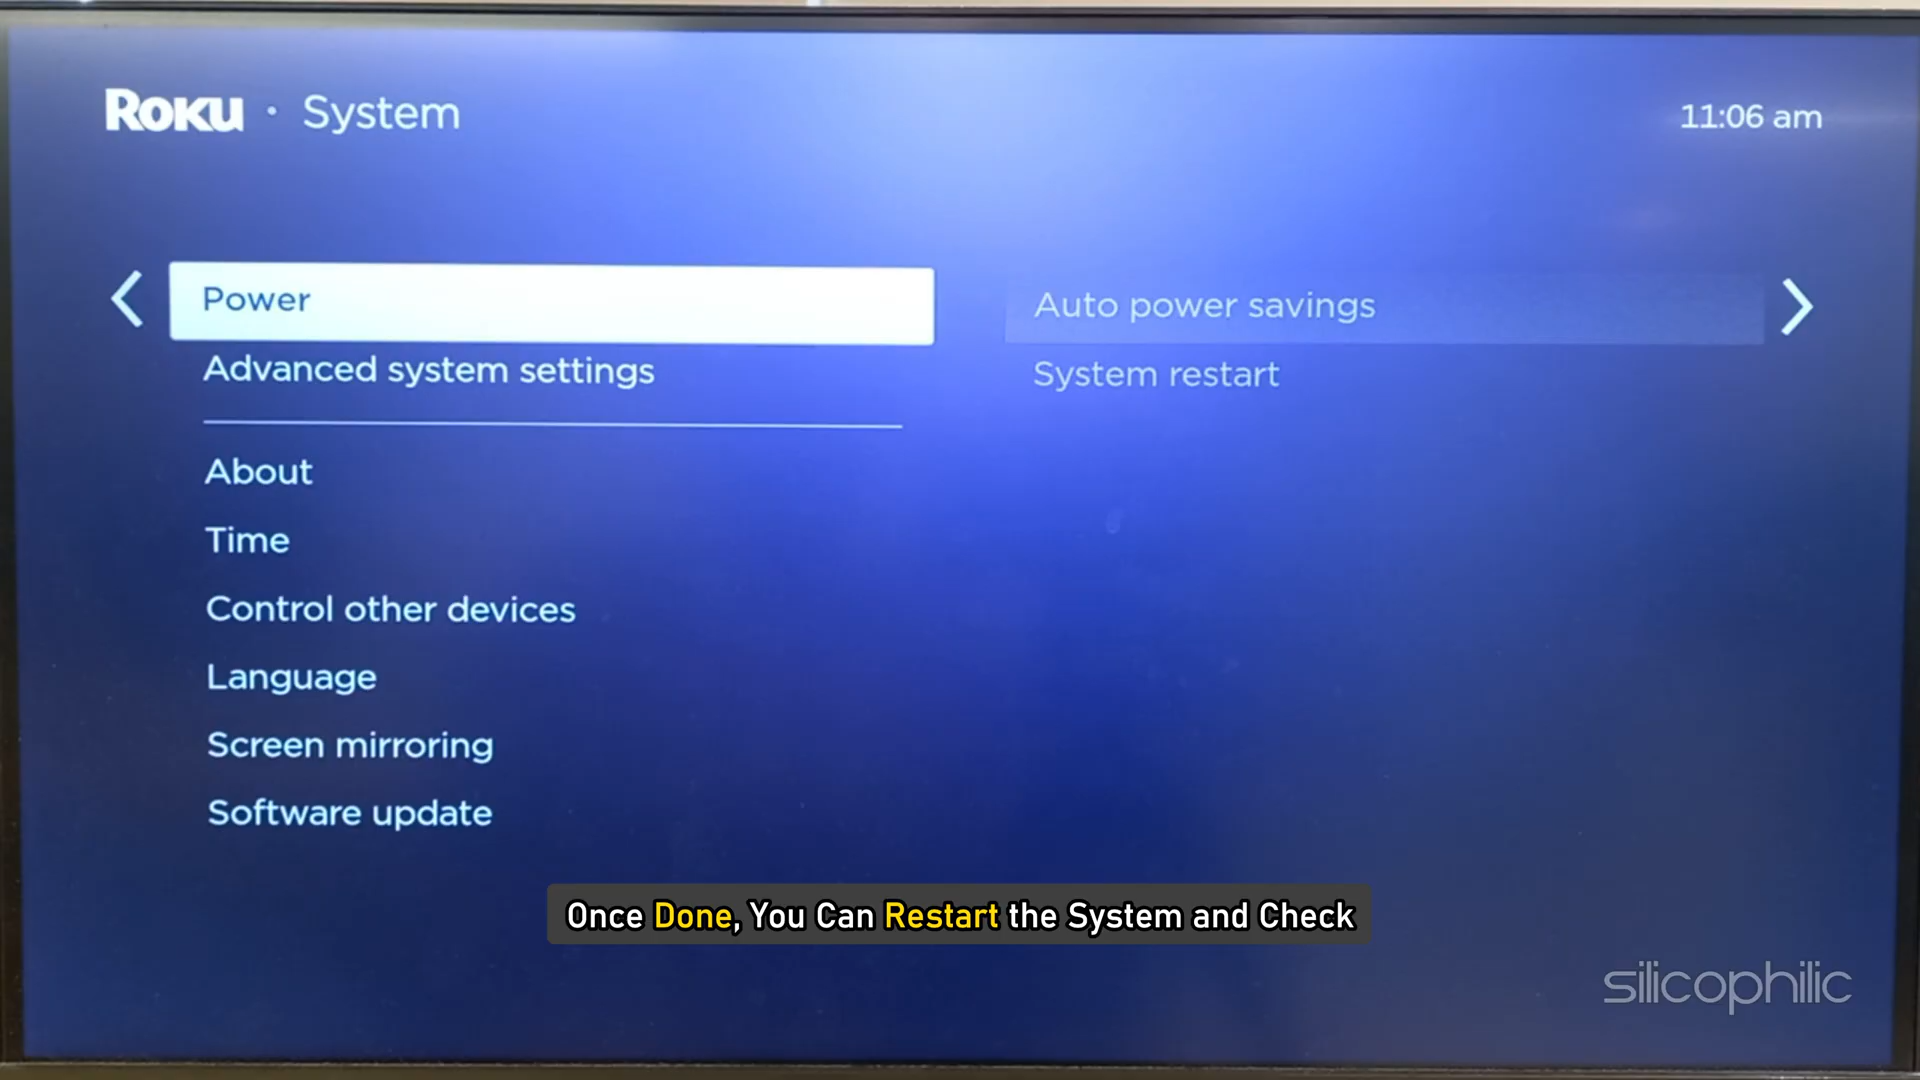 Roku · System
11:06 am
Power
Auto power savings
Advanced system settings
System restart
About
Time
Control other devices
Language
Screen mirroring
Software update
Once Done, You Can Restart the System and Check
silicophilic